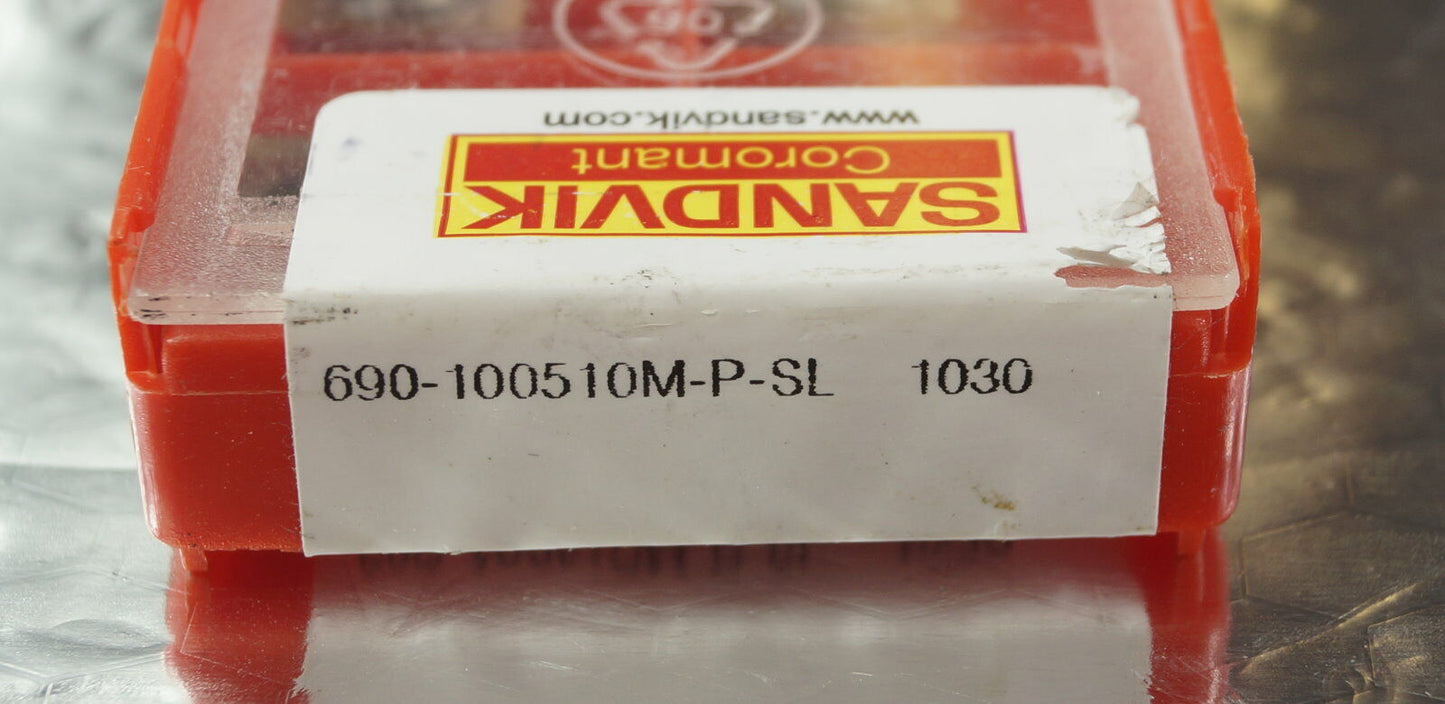 www.sandvik.com
Coromant
SANDVIK
690-100510M-P-SL 1030